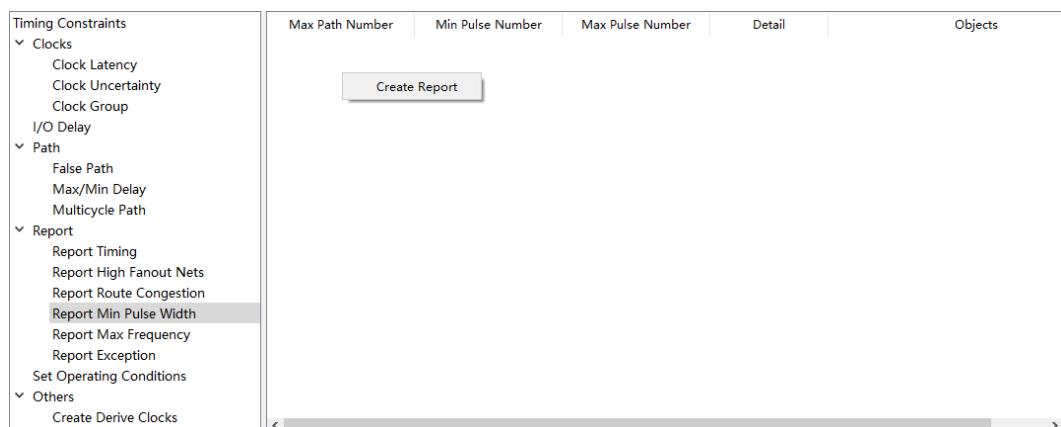 Timing Constraints
Clocks
Clock Latency
Clock Uncertainty
Clock Group
I/O Delay
Path
False Path
Max/Min Delay
Multicycle Path
Report
Report Timing
Report High Fanout Nets
Report Route Congestion
Report Min Pulse Width
Report Max Frequency
Report Exception
Set Operating Conditions
Others
Create Derive Clocks
Max Path Number Min Pulse Number Max Pulse Number Detail Objects
Create Report